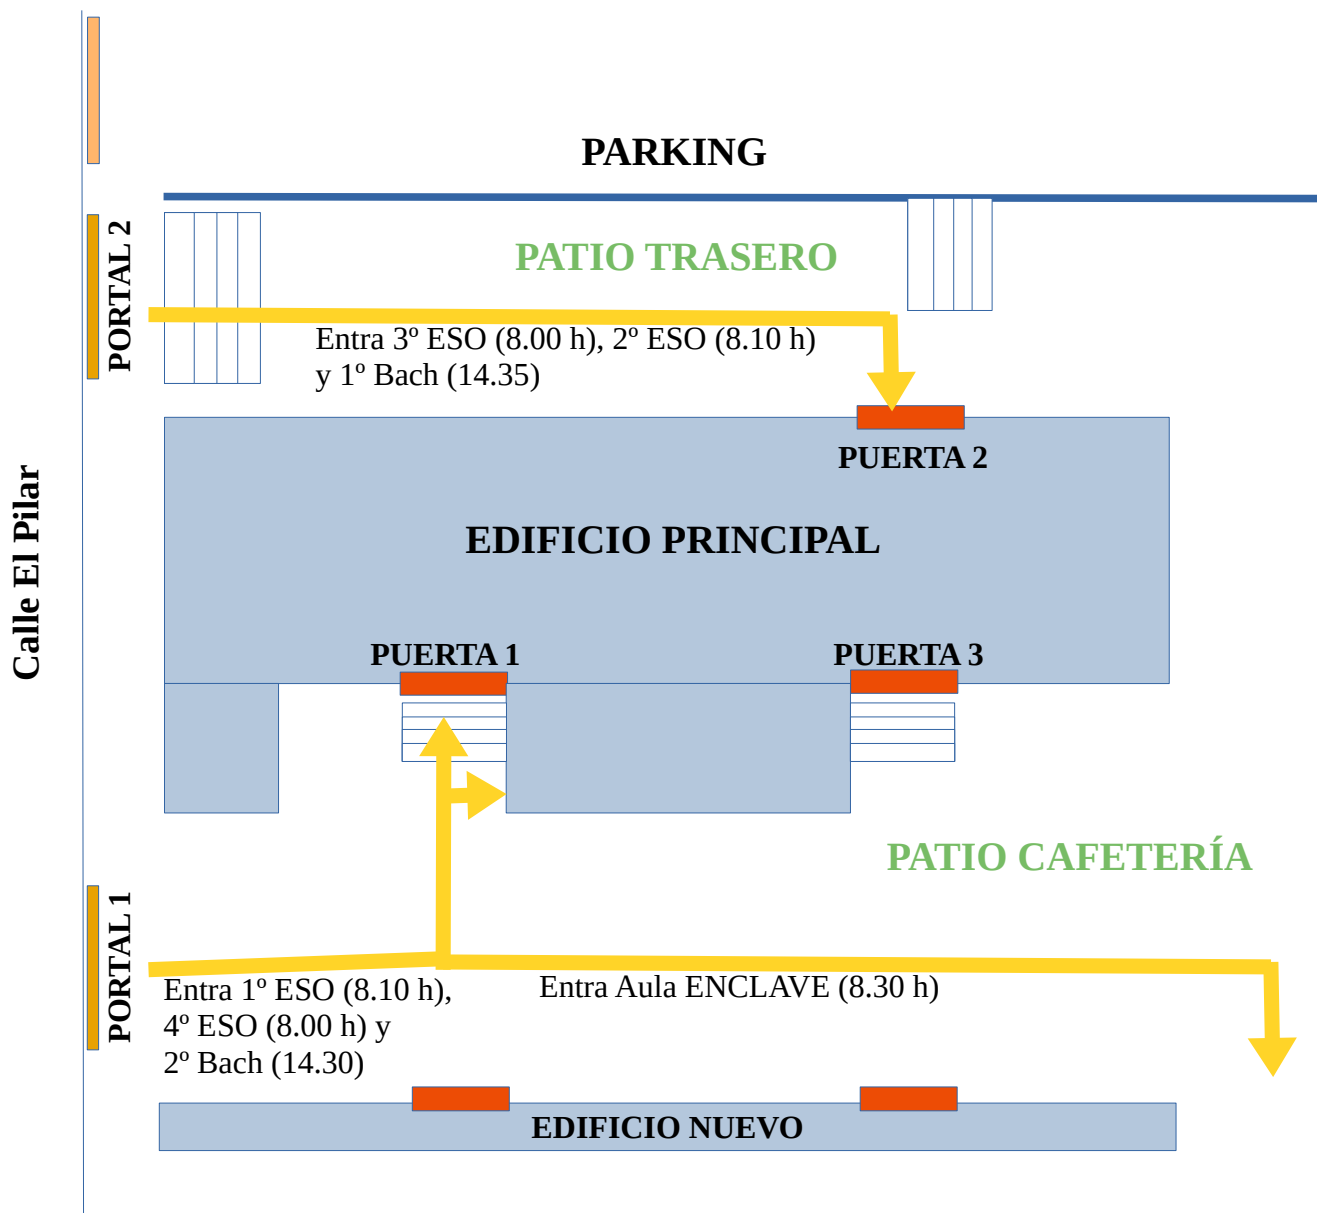 PARKING
PORTAL 2
PATIO TRASERO
Entra 3º ESO (8.00 h), 2º ESO (8.10 h)
y 1º Bach (14.35)
PUERTA 2
Calle El Pilar
EDIFICIO PRINCIPAL
PUERTA 1
PUERTA 3
PATIO CAFETERÍA
PORTAL 1
Entra 1º ESO (8.10 h),
4º ESO (8.00 h) y
2º Bach (14.30)
Entra Aula ENCLAVE (8.30 h)
EDIFICIO NUEVO